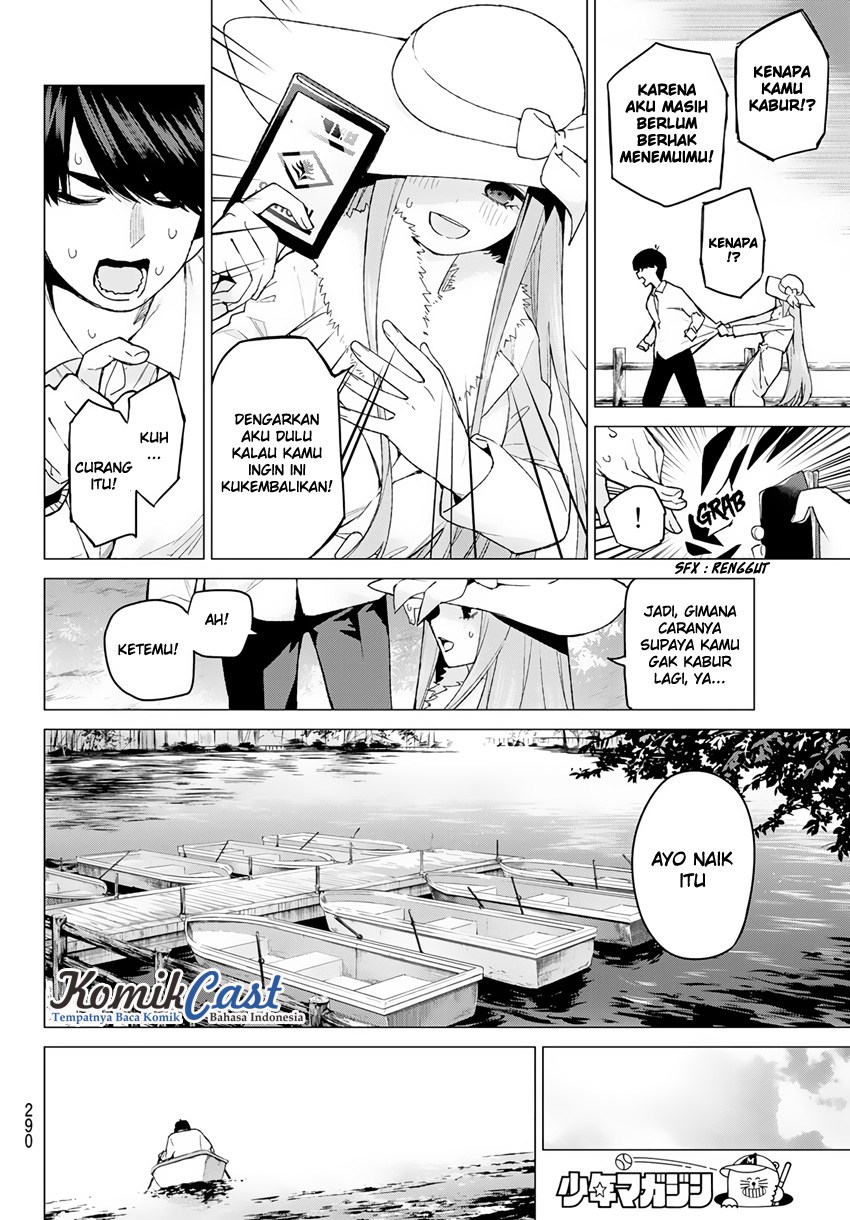 KENAPA
KAMU
KABUR!?
KARENA
AKU MASIH
BERLUM
BERHAK
MENEMUIMU!
KENAPA
!?
DENGARKAN
AKU DULU
KALAU KAMU
INGIN INI
KUKEMBALIKAN!
KUH
...
CURANG
ITU!
GRAB
!
SFX : RENGGUT
JADI, GIMANA
CARANYA
SUPAYA KAMU
GAK KABUR
LAGI, YA...
AH!
KETEMU!
AYO NAIK
ITU
KomikCast
Tempatnya Baca Komik Bahasa Indonesia
290
少年マガジン
M